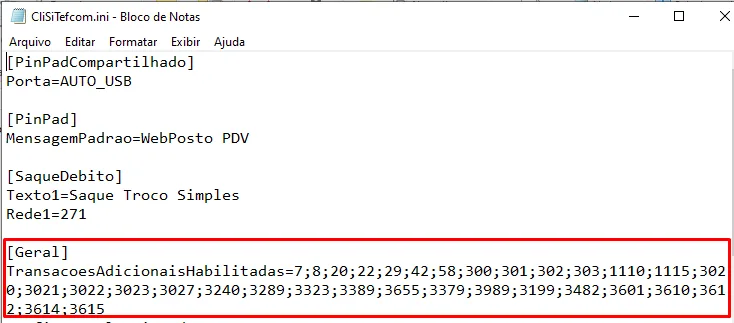 CliSiTefcom.ini - Bloco de Notas
Arquivo Editar Formatar Exibir Ajuda
[PinPadCompartilhado]
Porta=AUTO_USB
[PinPad]
MensagemPadrao=WebPosto PDV
[SaqueDebito]
Texto1=Saque Troco Simples
Rede1=271
[Geral]
TransacoesAdicionaisHabilitadas=7;8;20;22;29;42;58;300;301;302;303;1110;1115;302
0;3021;3022;3023;3027;3240;3289;3323;3389;3655;3379;3989;3199;3482;3601;3610;361
2;3614;3615